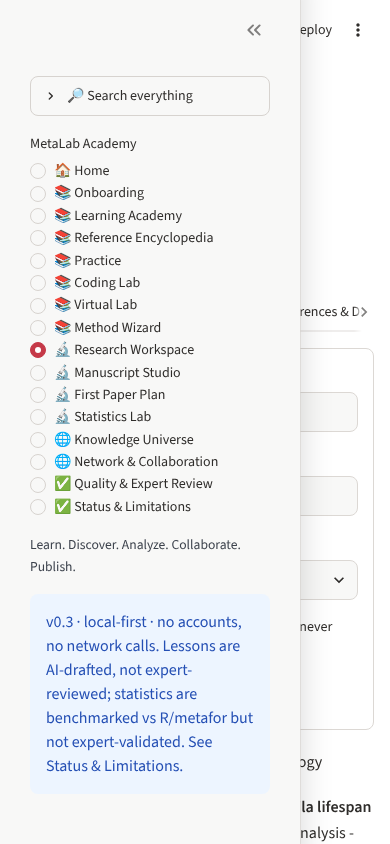 eploy
🔎 Search everything
MetaLab Academy
🏠 Home
📚 Onboarding
📚 Learning Academy
📚 Reference Encyclopedia
📚 Practice
📚 Coding Lab
📚 Virtual Lab
📚 Method Wizard
🔬 Research Workspace
🔬 Manuscript Studio
🔬 First Paper Plan
🔬 Statistics Lab
🌐 Knowledge Universe
🌐 Network & Collaboration
✅ Quality & Expert Review
✅ Status & Limitations
Learn. Discover. Analyze. Collaborate.
Publish.
v0.3 · local-first · no accounts,
no network calls. Lessons are
AI-drafted, not expert-
reviewed; statistics are
benchmarked vs R/metafor but
not expert-validated. See
Status & Limitations.
rences & D
never
ogy
la lifespan
nalysis -